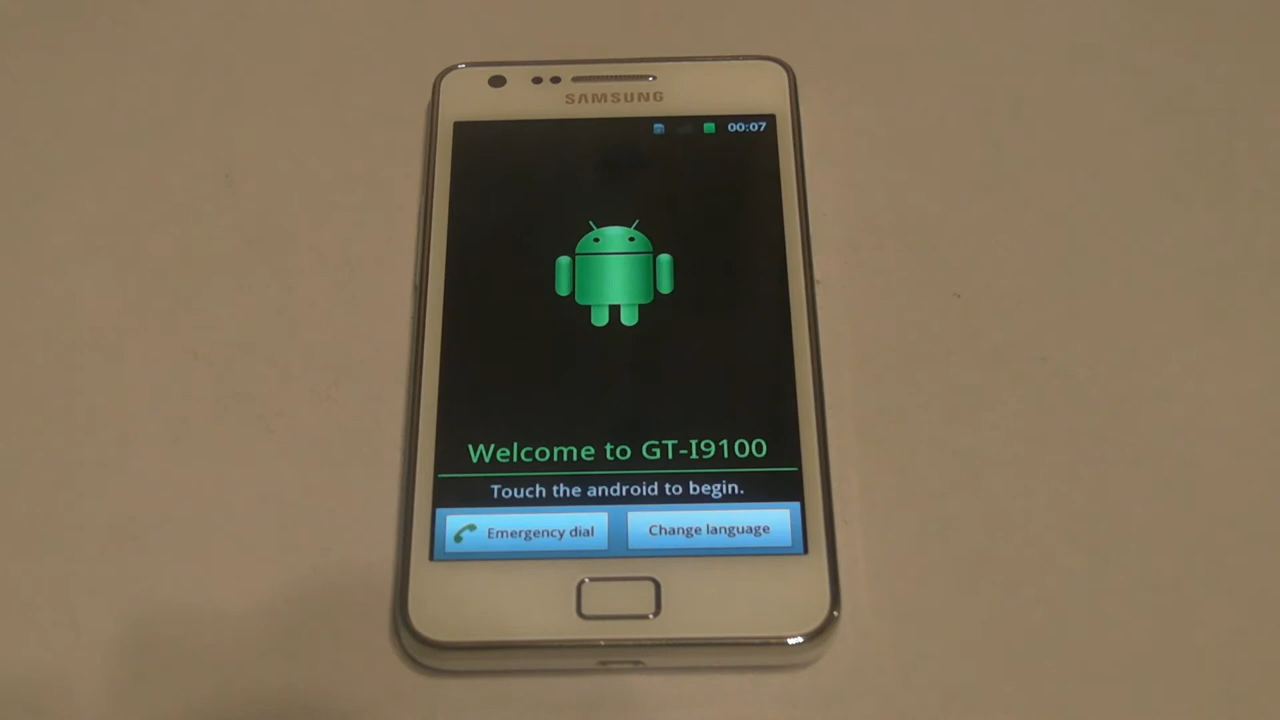 SAMSUNG
00:07
Welcome to GT-I9100
Touch the android to begin.
Emergency dial
Change language